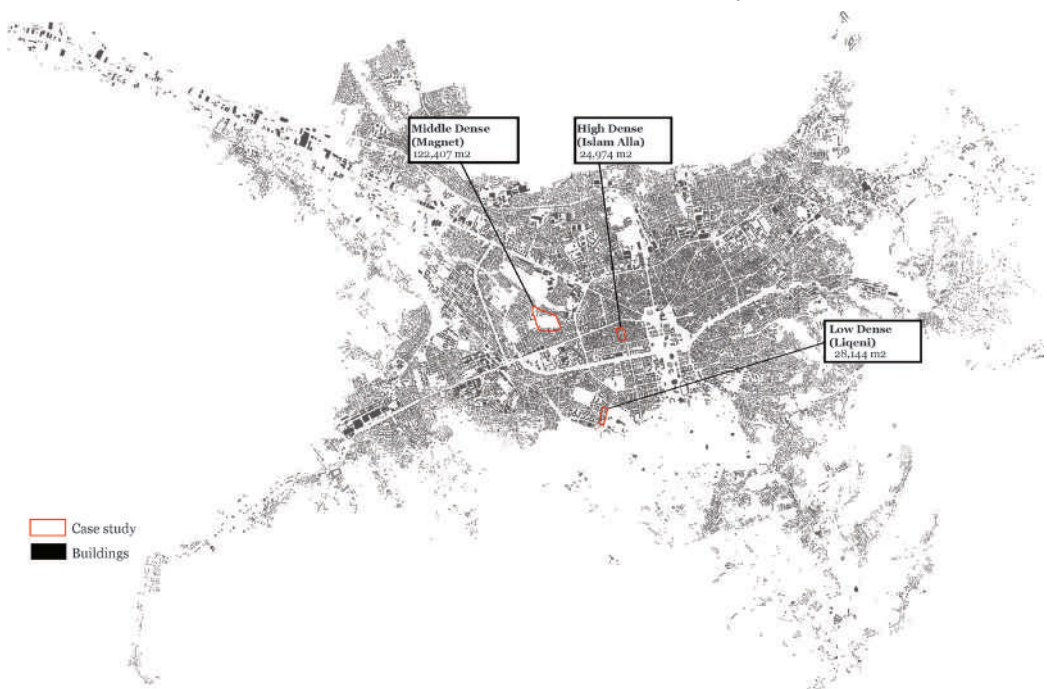 Middle Dense
(Magnet)
122,407 m2
High Dense
(Islam Alla)
24,974 m2
Low Dense
(Liqeni)
28,144 m2
Case study
Buildings